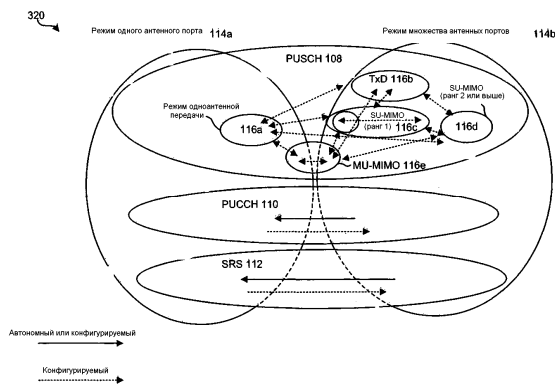 320
Режим одного антенного порта
114a
Режим множества антенных портов
114b
PUSCH 108
TxD 116b
SU-MIMO
(ранг 2 или выше)
Режим одноантенной
передачи
116a
SU-MIMO
(ранг 1) 116c
116d
MU-MIMO 116e
PUCCH 110
SRS 112
Автономный или конфигурируемый
Конфигурируемый